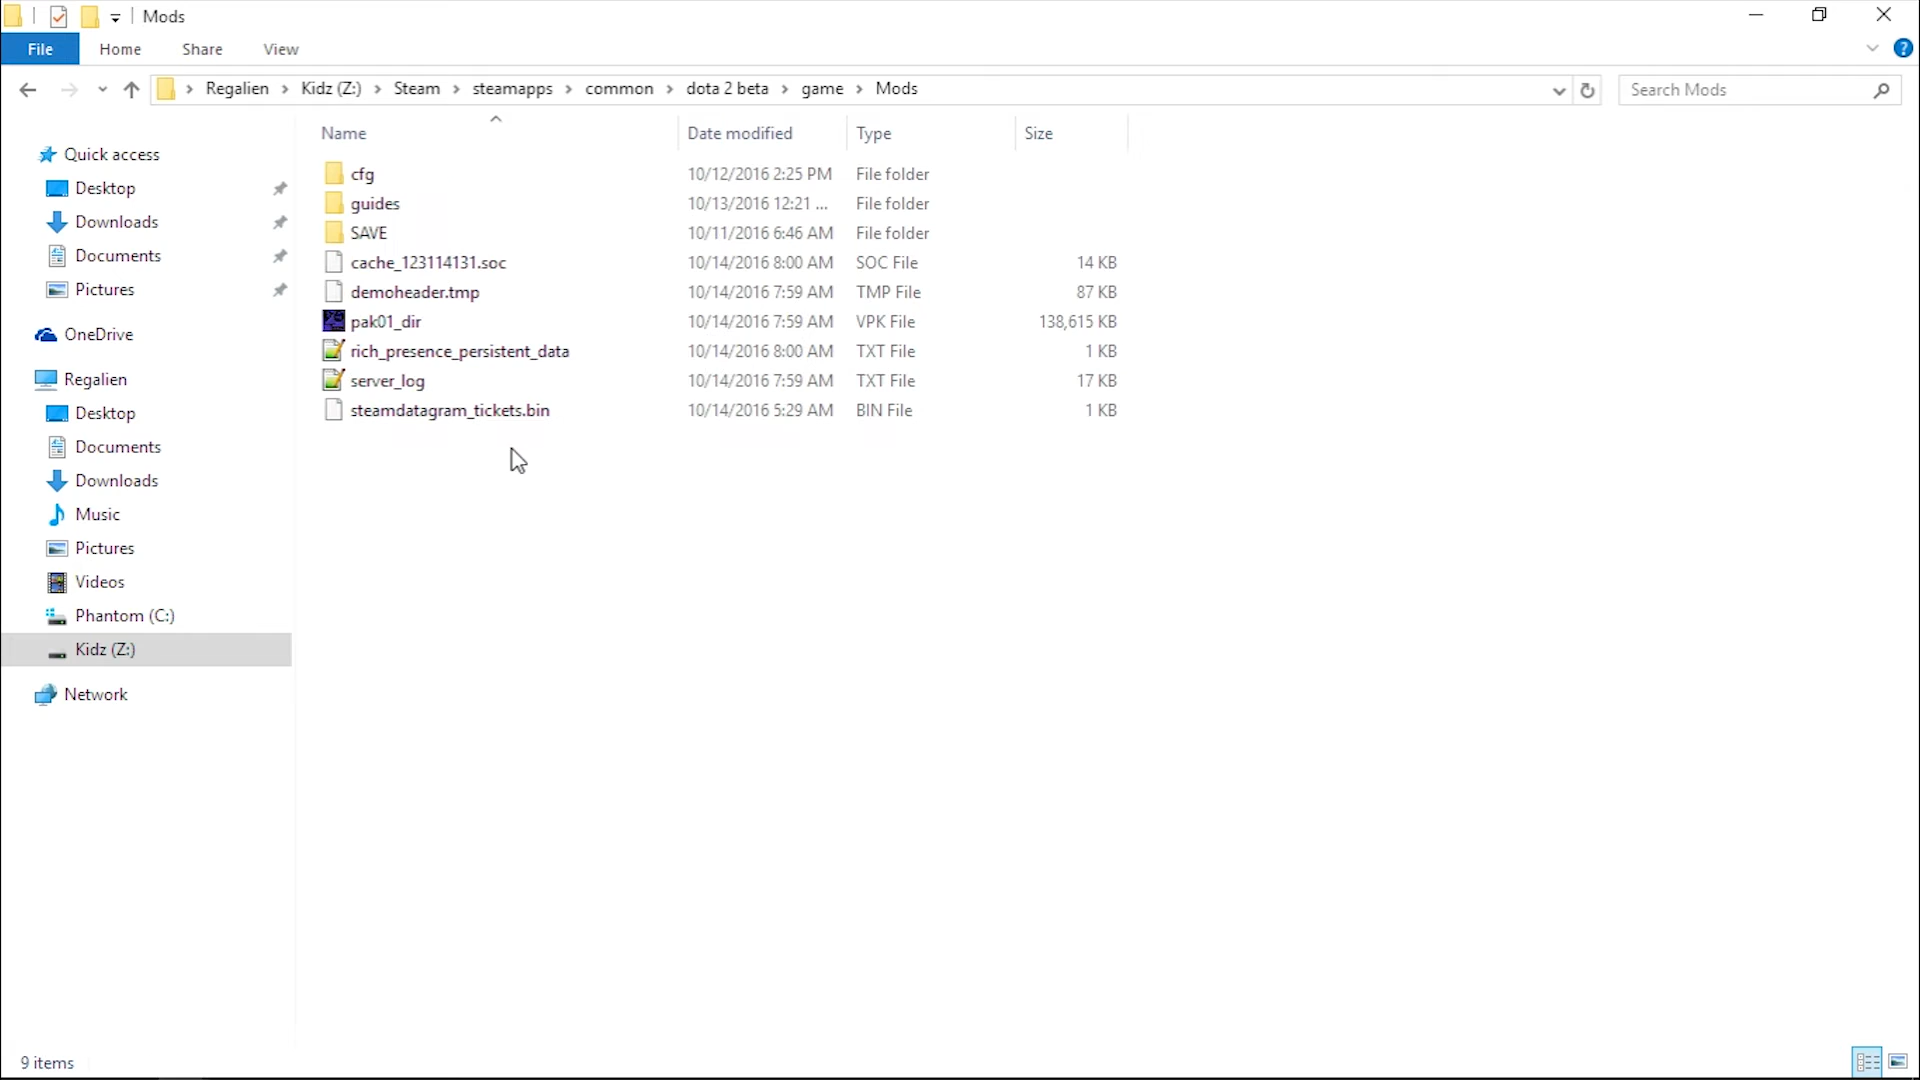 Mods
File Home Share View
Regalien Kidz (Z:) Steam steamapps common dota 2 beta game Mods
Search Mods
Name Date modified Type Size
Quick access
Desktop
Downloads
Documents
Pictures
OneDrive
Regalien
Desktop
Documents
Downloads
Music
Pictures
Videos
Phantom (C:)
Kidz (Z:)
Network
cfg 10/12/2016 2:25 PM File folder
guides 10/13/2016 12:21 ... File folder
SAVE 10/11/2016 6:46 AM File folder
cache_123114131.soc 10/14/2016 8:00 AM SOC File 14 KB
demoheader.tmp 10/14/2016 7:59 AM TMP File 87 KB
pak01_dir 10/14/2016 7:59 AM VPK File 138,615 KB
rich_presence_persistent_data 10/14/2016 8:00 AM TXT File 1 KB
server_log 10/14/2016 7:59 AM TXT File 17 KB
steamdatagram_tickets.bin 10/14/2016 5:29 AM BIN File 1 KB
9 items